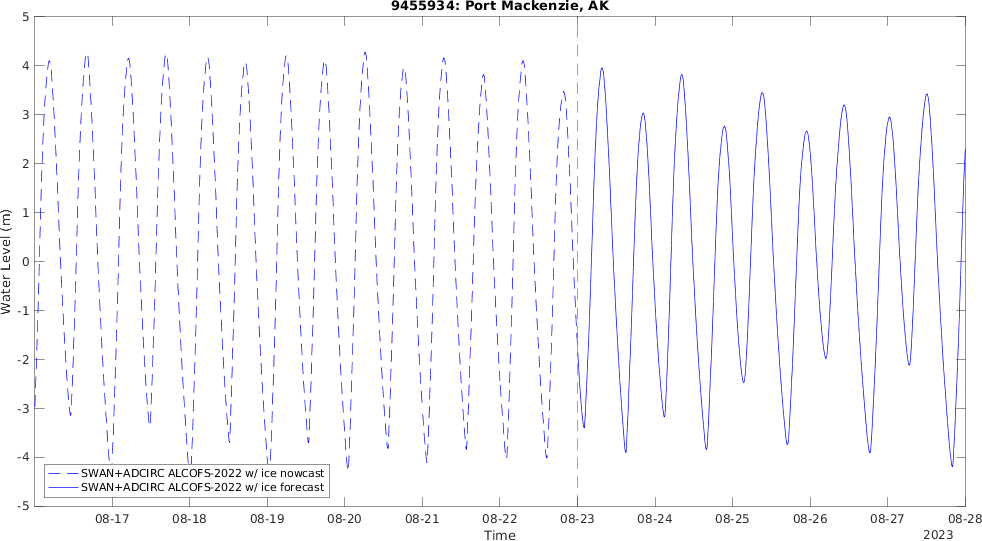 9455934: Port Mackenzie, AK
5
4
3
2
1
0
-1
-2
-3
-4
-5
Water Level (m)
SWAN+ADCIRC ALCOFS-2022 w/ ice nowcast
SWAN+ADCIRC ALCOFS-2022 w/ ice forecast
08-17 08-18 08-19 08-20 08-21 08-22 08-23 08-24 08-25 08-26 08-27 08-28
Time
2023